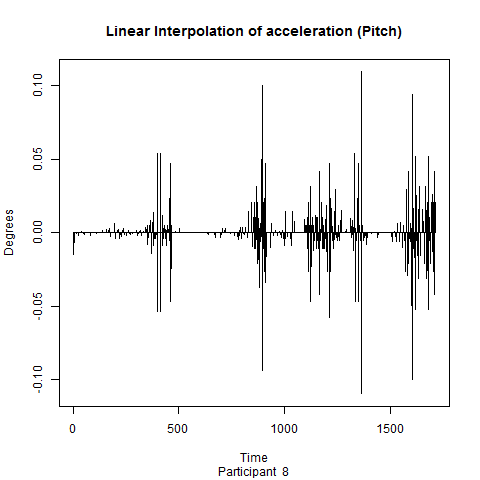 Linear Interpolation of acceleration (Pitch)
0.10
0.05
0.00
-0.05
-0.10
Degrees
0
500
1000
1500
Time
Participant 8